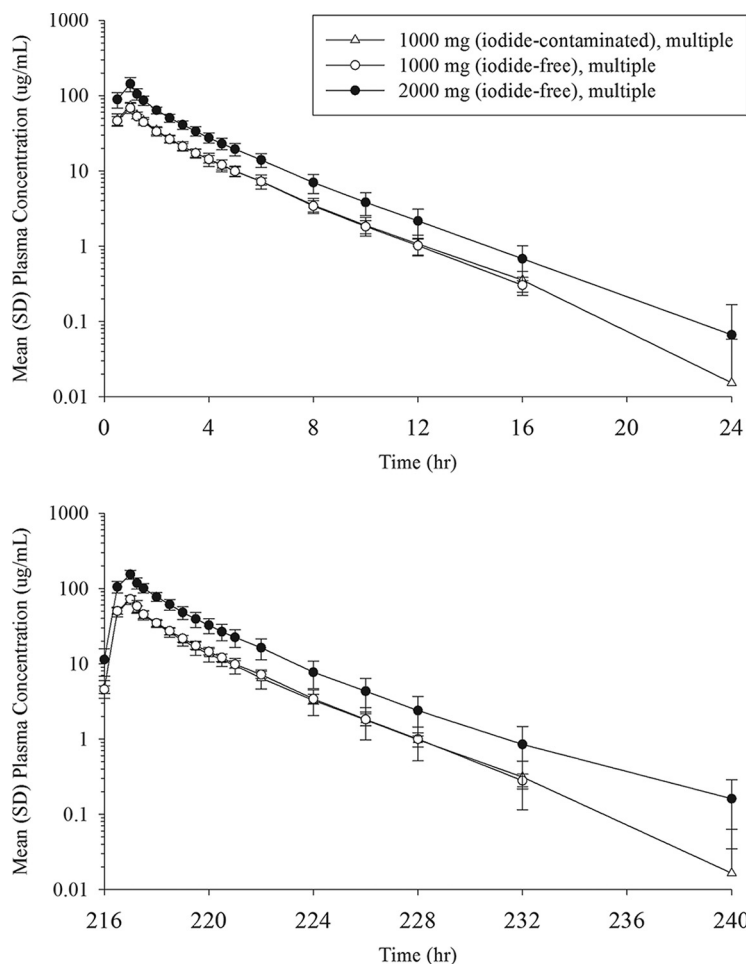 1000 mg (iodide-contaminated), multiple
1000 mg (iodide-free), multiple
2000 mg (iodide-free), multiple
Mean (SD) Plasma Concentration (ug/mL)
1000
100
10
1
0.1
0.01
0 4 8 12 16 20 24
Time (hr)
Mean (SD) Plasma Concentration (ug/mL)
1000
100
10
1
0.1
0.01
216 220 224 228 232 236 240
Time (hr)